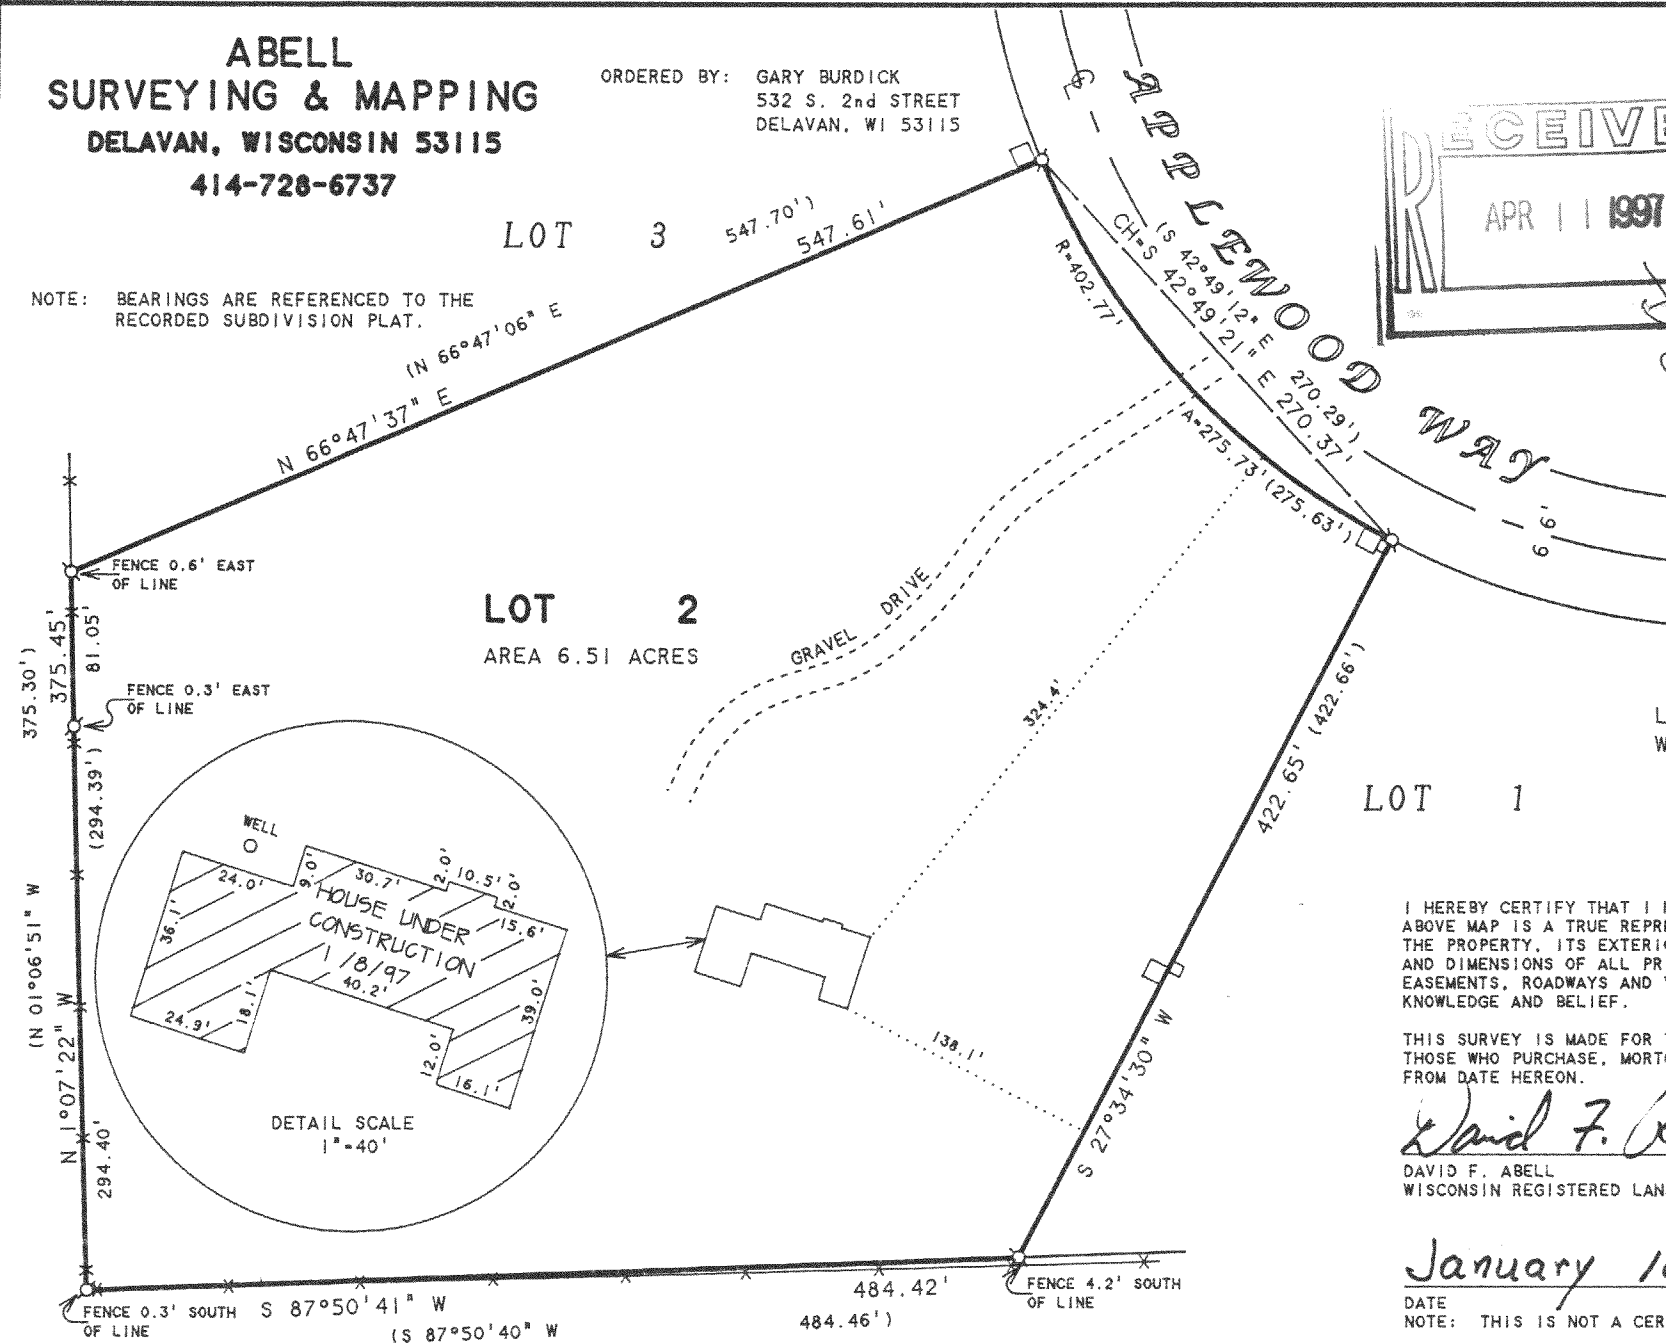 ABELL
SURVEYING & MAPPING
DELAVAN, WISCONSIN 53115
414-728-6737
ORDERED BY: GARY BURDICK
532 S. 2nd STREET
DELAVAN, WI 53115
RECEIVE
APR 11 1997
APPLEWOOD WAY
LOT 3
547.70')
547.61'
NOTE: BEARINGS ARE REFERENCED TO THE
RECORDED SUBDIVISION PLAT.
(N 66°47'06" E
N 66°47'37" E
(S 42°49'12" E 270.29')
CH=S 42°49'21" E 270.37'
R=402.77'
A=275.73' (275.63')
66'
FENCE 0.6' EAST
OF LINE
LOT 2
AREA 6.51 ACRES
GRAVEL DRIVE
375.30')
375.45'
81.05'
FENCE 0.3' EAST
OF LINE
(294.39')
324.4'
422.65' (422.66')
LOT 1
L
W
WELL
24.0'
9.0'
30.7'
2.0'
10.5'
2.0'
15.6'
HOUSE UNDER
CONSTRUCTION
1/8/97
36.1'
40.2'
39.0'
18.1'
24.9'
12.0'
16.1'
DETAIL SCALE
1"=40'
138.1'
S 27°34'30" W
(N 01°06'51" W
N 1°07'22" W
294.40'
I HEREBY CERTIFY THAT I
ABOVE MAP IS A TRUE REPR
THE PROPERTY, ITS EXTERI
AND DIMENSIONS OF ALL PR
EASEMENTS, ROADWAYS AND
KNOWLEDGE AND BELIEF.
THIS SURVEY IS MADE FOR
THOSE WHO PURCHASE, MORT
FROM DATE HEREON.
David F.
DAVID F. ABELL
WISCONSIN REGISTERED LAN
January
DATE
NOTE: THIS IS NOT A CER
FENCE 0.3' SOUTH
OF LINE
S 87°50'41" W
484.42'
(S 87°50'40" W
484.46')
FENCE 4.2' SOUTH
OF LINE